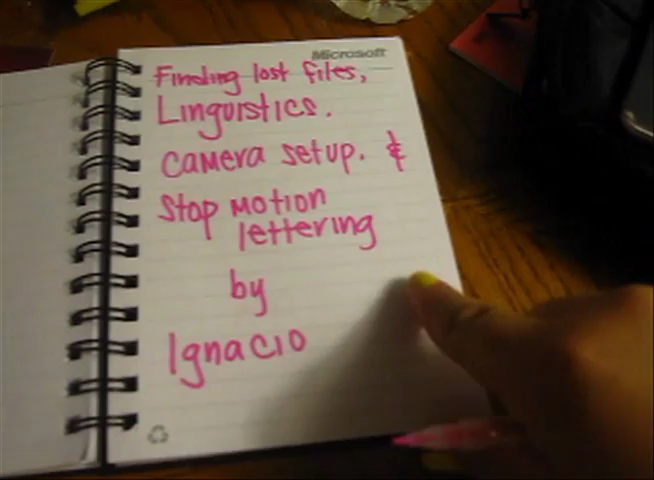 Microsoft
Finding lost files,
Linguistics.
camera setup. &
Stop Motion
lettering
by
Ignacio